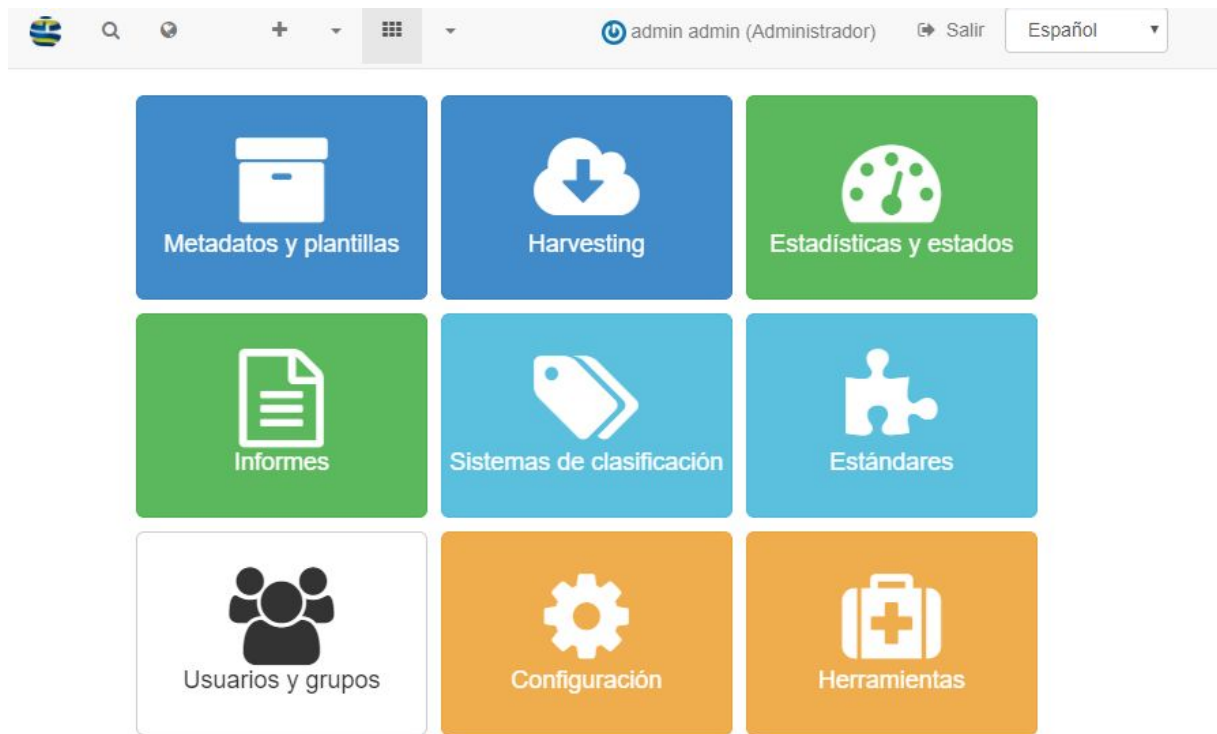 admin admin (Administrador) Salir Español
Metadatos y plantillas
Harvesting
Estadísticas y estados
Informes
Sistemas de clasificación
Estándares
Usuarios y grupos
Configuración
Herramientas